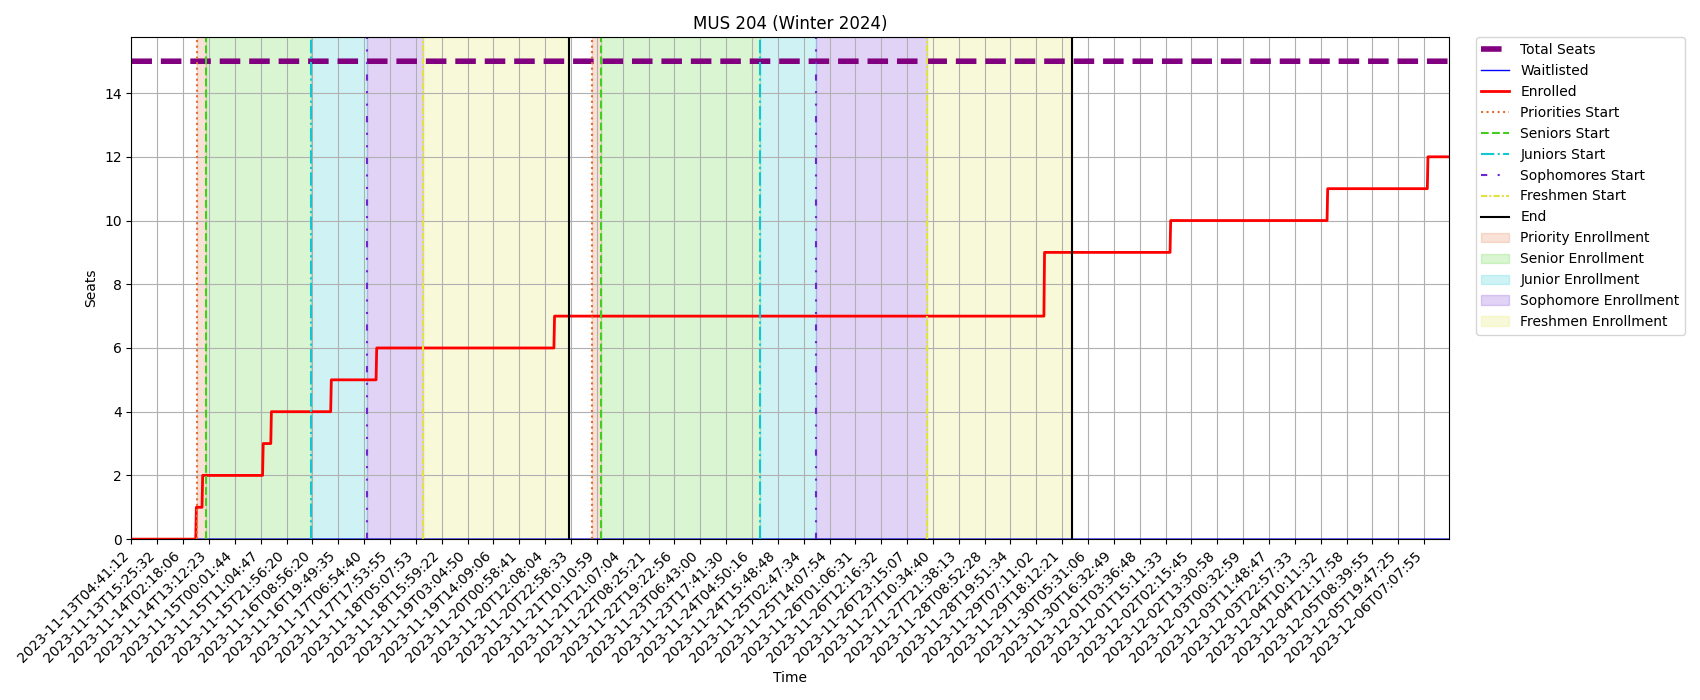 MUS 204 (Winter 2024)
Seats
14
12
10
8
6
4
2
0
2023-11-13T04:41:12
2023-11-13T15:25:32
2023-11-14T02:18:06
2023-11-14T13:12:23
2023-11-15T00:01:44
2023-11-15T11:04:47
2023-11-15T21:56:20
2023-11-16T08:56:20
2023-11-16T19:49:35
2023-11-17T06:54:40
2023-11-17T17:53:55
2023-11-18T05:07:53
2023-11-18T15:59:22
2023-11-19T03:04:50
2023-11-19T14:09:06
2023-11-20T00:58:41
2023-11-20T12:08:04
2023-11-20T22:58:33
2023-11-21T10:10:59
2023-11-21T21:07:04
2023-11-22T08:25:21
2023-11-22T19:22:56
2023-11-23T06:43:00
2023-11-23T17:41:30
2023-11-24T04:50:16
2023-11-24T15:48:48
2023-11-25T02:47:34
2023-11-25T14:07:54
2023-11-26T01:06:31
2023-11-26T12:16:32
2023-11-26T23:15:07
2023-11-27T10:34:40
2023-11-27T21:38:13
2023-11-28T08:52:28
2023-11-28T19:51:34
2023-11-29T07:11:02
2023-11-29T18:12:21
2023-11-30T05:31:06
2023-11-30T16:32:49
2023-12-01T03:36:48
2023-12-01T15:11:33
2023-12-02T02:15:45
2023-12-02T13:30:58
2023-12-03T00:32:59
2023-12-03T11:48:47
2023-12-03T22:57:33
2023-12-04T10:11:32
2023-12-04T21:17:58
2023-12-05T08:39:55
2023-12-05T19:47:25
2023-12-06T07:07:55
Time
Total Seats
Waitlisted
Enrolled
Priorities Start
Seniors Start
Juniors Start
Sophomores Start
Freshmen Start
End
Priority Enrollment
Senior Enrollment
Junior Enrollment
Sophomore Enrollment
Freshmen Enrollment